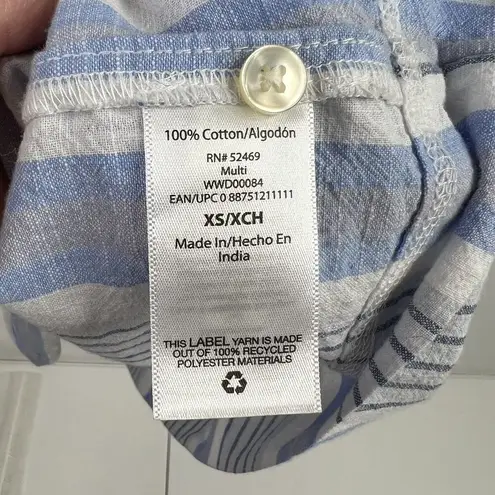 100% Cotton/Algodón
RN# 52469
Multi
WWD00084
EAN/UPC 0 88751211111
XS/XCH
Made In/Hecho En
India
THIS LABEL YARN IS MADE
OUT OF 100% RECYCLED
POLYESTER MATERIALS